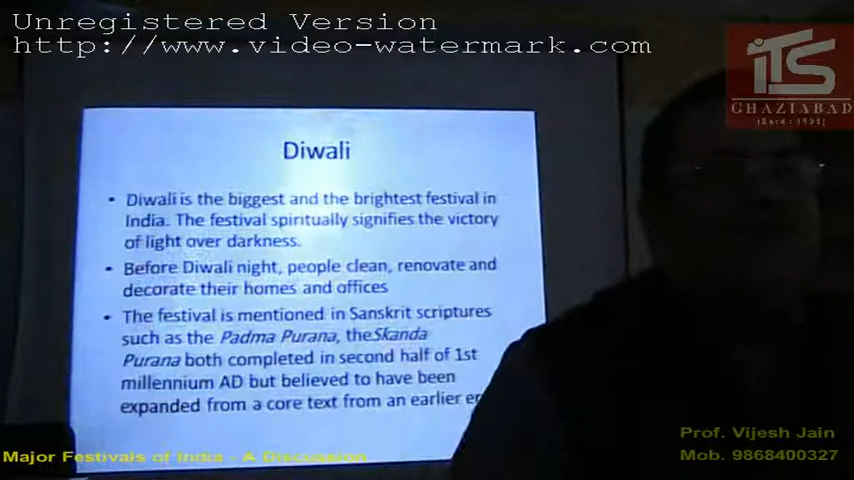 Unregistered Version
http://www.video-watermark.com
iTS
GHAZIABAD
Diwali
• Diwali is the biggest and the brightest festival in
India. The festival spiritually signifies the victory
of light over darkness.
• Before Diwali night, people clean, renovate and
decorate their homes and offices
• The festival is mentioned in Sanskrit scriptures
such as the Padma Purana, theSkanda
Purana both completed in second half of 1st
millennium AD but believed to have been
expanded from a core text from an earlier
Prof. Vijesh Jain
Mob. 9868400327
Major Festivals of India - A Discussion